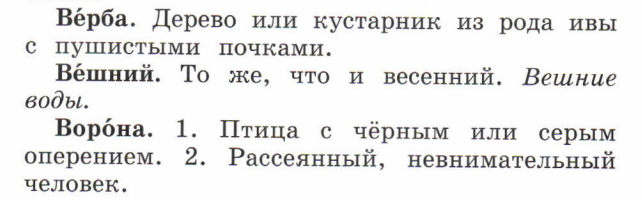 Ве́рба. Дерево или кустарник из рода ивы
с пушистыми почками.
Ве́шний. То же, что и весенний. Вешние
воды.
Воро́на. 1. Птица с чёрным или серым
оперением. 2. Рассеянный, невнимательный
человек.